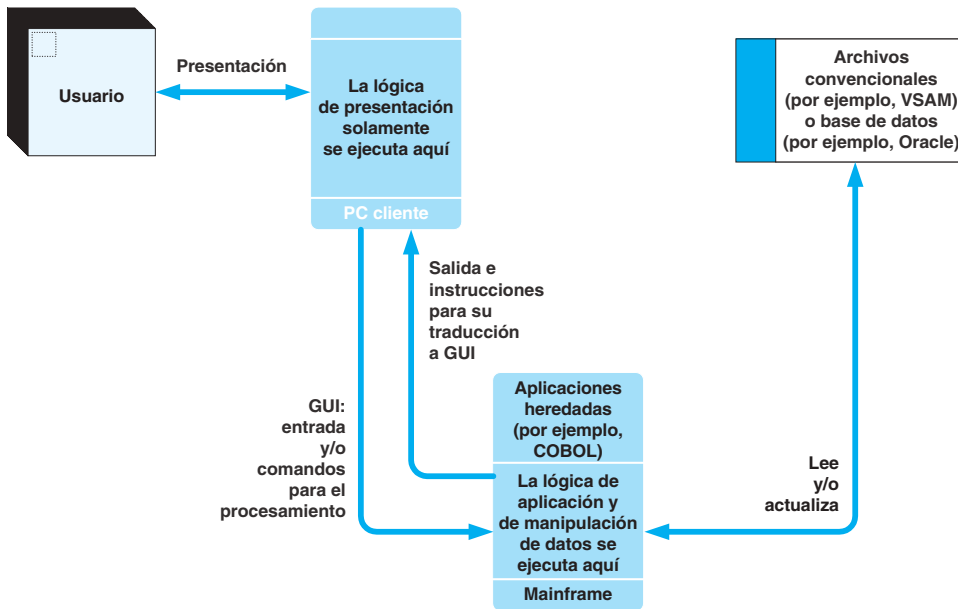 Usuario
Presentación
La lógica
de presentación
solamente
se ejecuta aquí
PC cliente
Archivos
convencionales
(por ejemplo, VSAM)
o base de datos
(por ejemplo, Oracle)
Salida e
instrucciones
para su
traducción
a GUI
GUI:
entrada
y/o
comandos
para el
procesamiento
Aplicaciones
heredadas
(por ejemplo,
COBOL)
La lógica de
aplicación y
de manipulación
de datos se
ejecuta aquí
Mainframe
Lee
y/o
actualiza